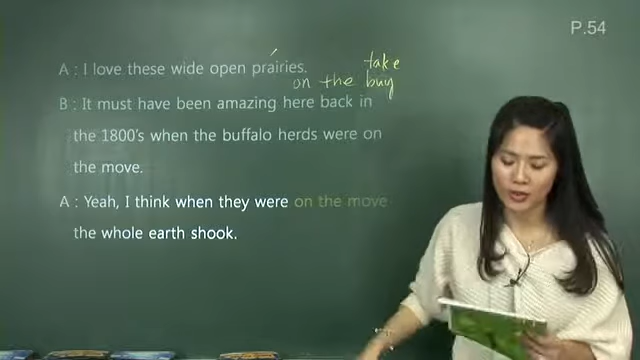 P.54
A : I love these wide open prairies.
take
on the buy
B : It must have been amazing here back in
the 1800's when the buffalo herds were on
the move.
A : Yeah, I think when they were on the move
the whole earth shook.